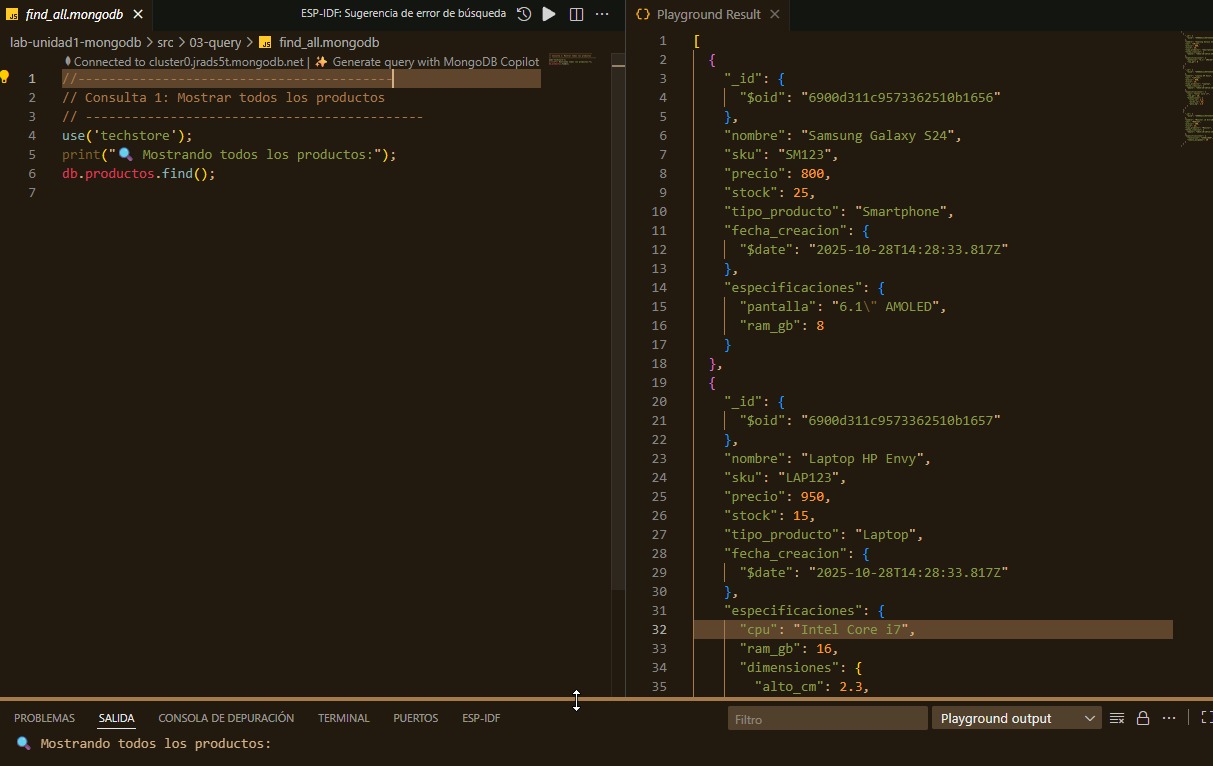 JS find_all.mongodb
ESP-IDF: Sugerencia de error de búsqueda
lab-unidad1-mongodb > src > 03-query > JS find_all.mongodb
Connected to cluster0.jrads5t.mongodb.net | ✨ Generate query with MongoDB Copilot
1 //----------------------------------------
2 // Consulta 1: Mostrar todos los productos
3 // -------------------------------------------
4 use('techstore');
5 print("🔍 Mostrando todos los productos:");
6 db.productos.find();
7
{} Playground Result
1 [
2 {
3 "_id": {
4 "$oid": "6900d311c9573362510b1656"
5 },
6 "nombre": "Samsung Galaxy S24",
7 "sku": "SM123",
8 "precio": 800,
9 "stock": 25,
10 "tipo_producto": "Smartphone",
11 "fecha_creacion": {
12 "$date": "2025-10-28T14:28:33.817Z"
13 },
14 "especificaciones": {
15 "pantalla": "6.1\" AMOLED",
16 "ram_gb": 8
17 }
18 },
19 {
20 "_id": {
21 "$oid": "6900d311c9573362510b1657"
22 },
23 "nombre": "Laptop HP Envy",
24 "sku": "LAP123",
25 "precio": 950,
26 "stock": 15,
27 "tipo_producto": "Laptop",
28 "fecha_creacion": {
29 "$date": "2025-10-28T14:28:33.817Z"
30 },
31 "especificaciones": {
32 "cpu": "Intel Core i7",
33 "ram_gb": 16,
34 "dimensiones": {
35 "alto_cm": 2.3,
PROBLEMAS SALIDA CONSOLA DE DEPURACIÓN TERMINAL PUERTOS ESP-IDF
Filtro
Playground output
🔍 Mostrando todos los productos: